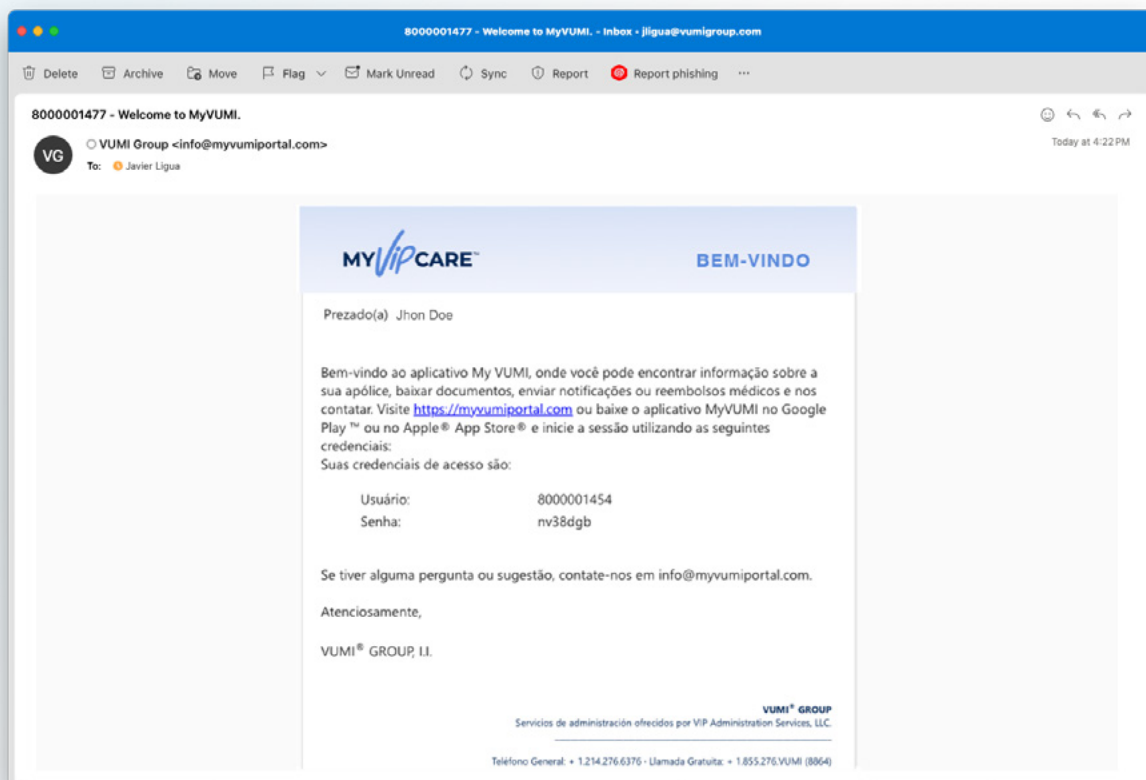 8000001477 - Welcome to MyVUMI. - Inbox • jligua@vumigroup.com
Delete Archive Move Flag Mark Unread Sync Report Report phishing ...
8000001477 - Welcome to MyVUMI.
VG
VUMI Group <info@myvumiportal.com>
Today at 4:22 PM
To: Javier Ligua
MYViPCARE™
BEM-VINDO
Prezado(a) Jhon Doe
Bem-vindo ao aplicativo My VUMI, onde você pode encontrar informação sobre a
sua apólice, baixar documentos, enviar notificações ou reembolsos médicos e nos
contatar. Visite https://myvumiportal.com ou baixe o aplicativo MyVUMI no Google
Play ™ ou no Apple® App Store® e inicie a sessão utilizando as seguintes
credenciais:
Suas credenciais de acesso são:
Usuário: 8000001454
Senha: nv38dgb
Se tiver alguma pergunta ou sugestão, contate-nos em info@myvumiportal.com.
Atenciosamente,
VUMI® GROUP, I.I.
VUMI® GROUP
Servicios de administración ofrecidos por VIP Administration Services, LLC.
Teléfono General: + 1.214.276.6376 - Llamada Gratuita: + 1.855.276.VUMI (8864)